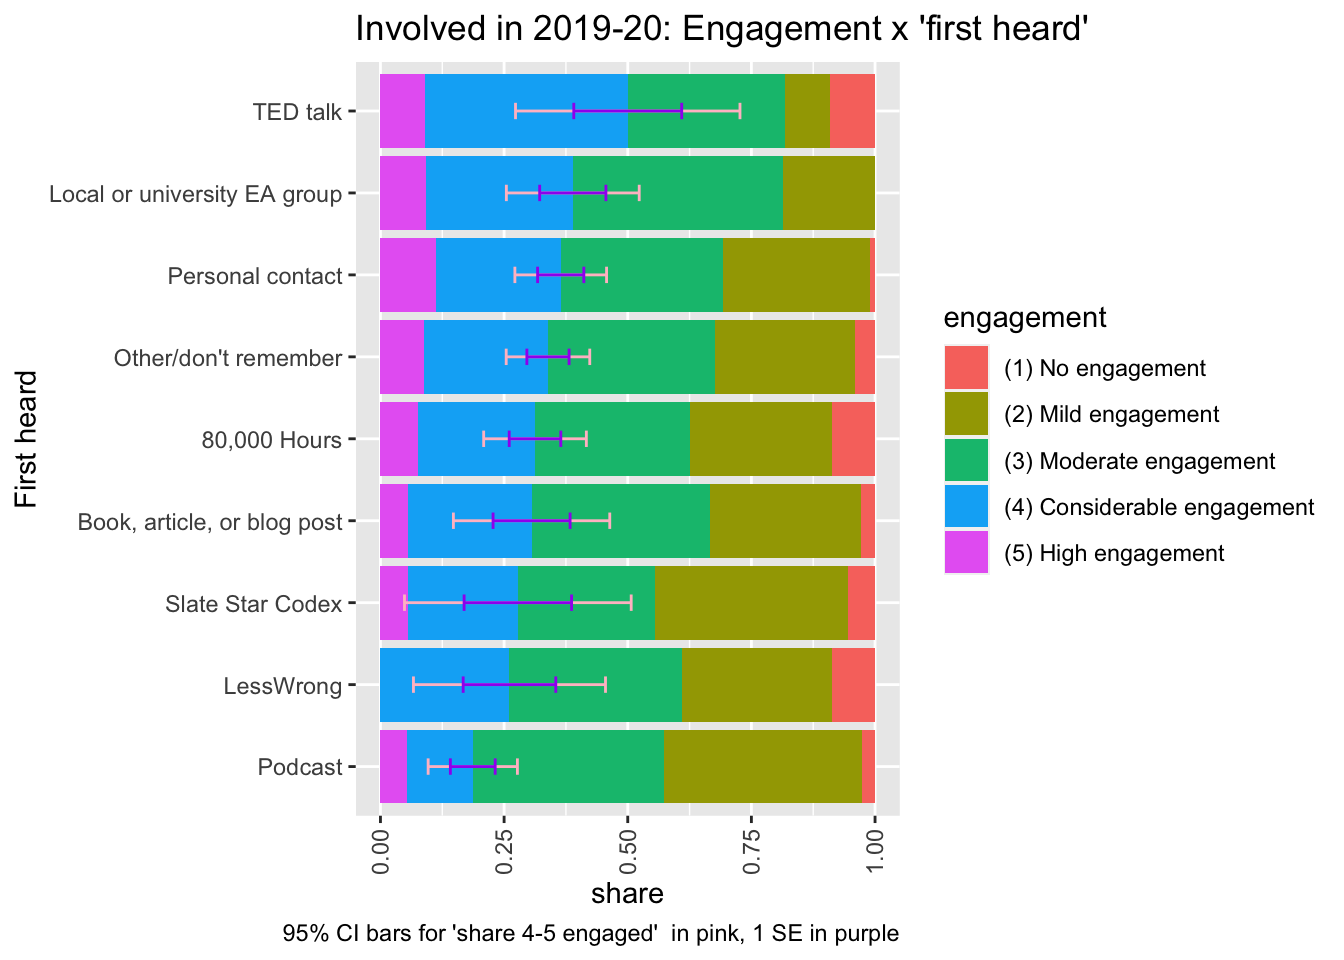 Involved in 2019-20: Engagement x 'first heard'
First heard
TED talk
Local or university EA group
Personal contact
Other/don't remember
80,000 Hours
Book, article, or blog post
Slate Star Codex
LessWrong
Podcast
0.00
0.25
0.50
0.75
1.00
share
95% CI bars for 'share 4-5 engaged'  in pink, 1 SE in purple
engagement
(1) No engagement
(2) Mild engagement
(3) Moderate engagement
(4) Considerable engagement
(5) High engagement